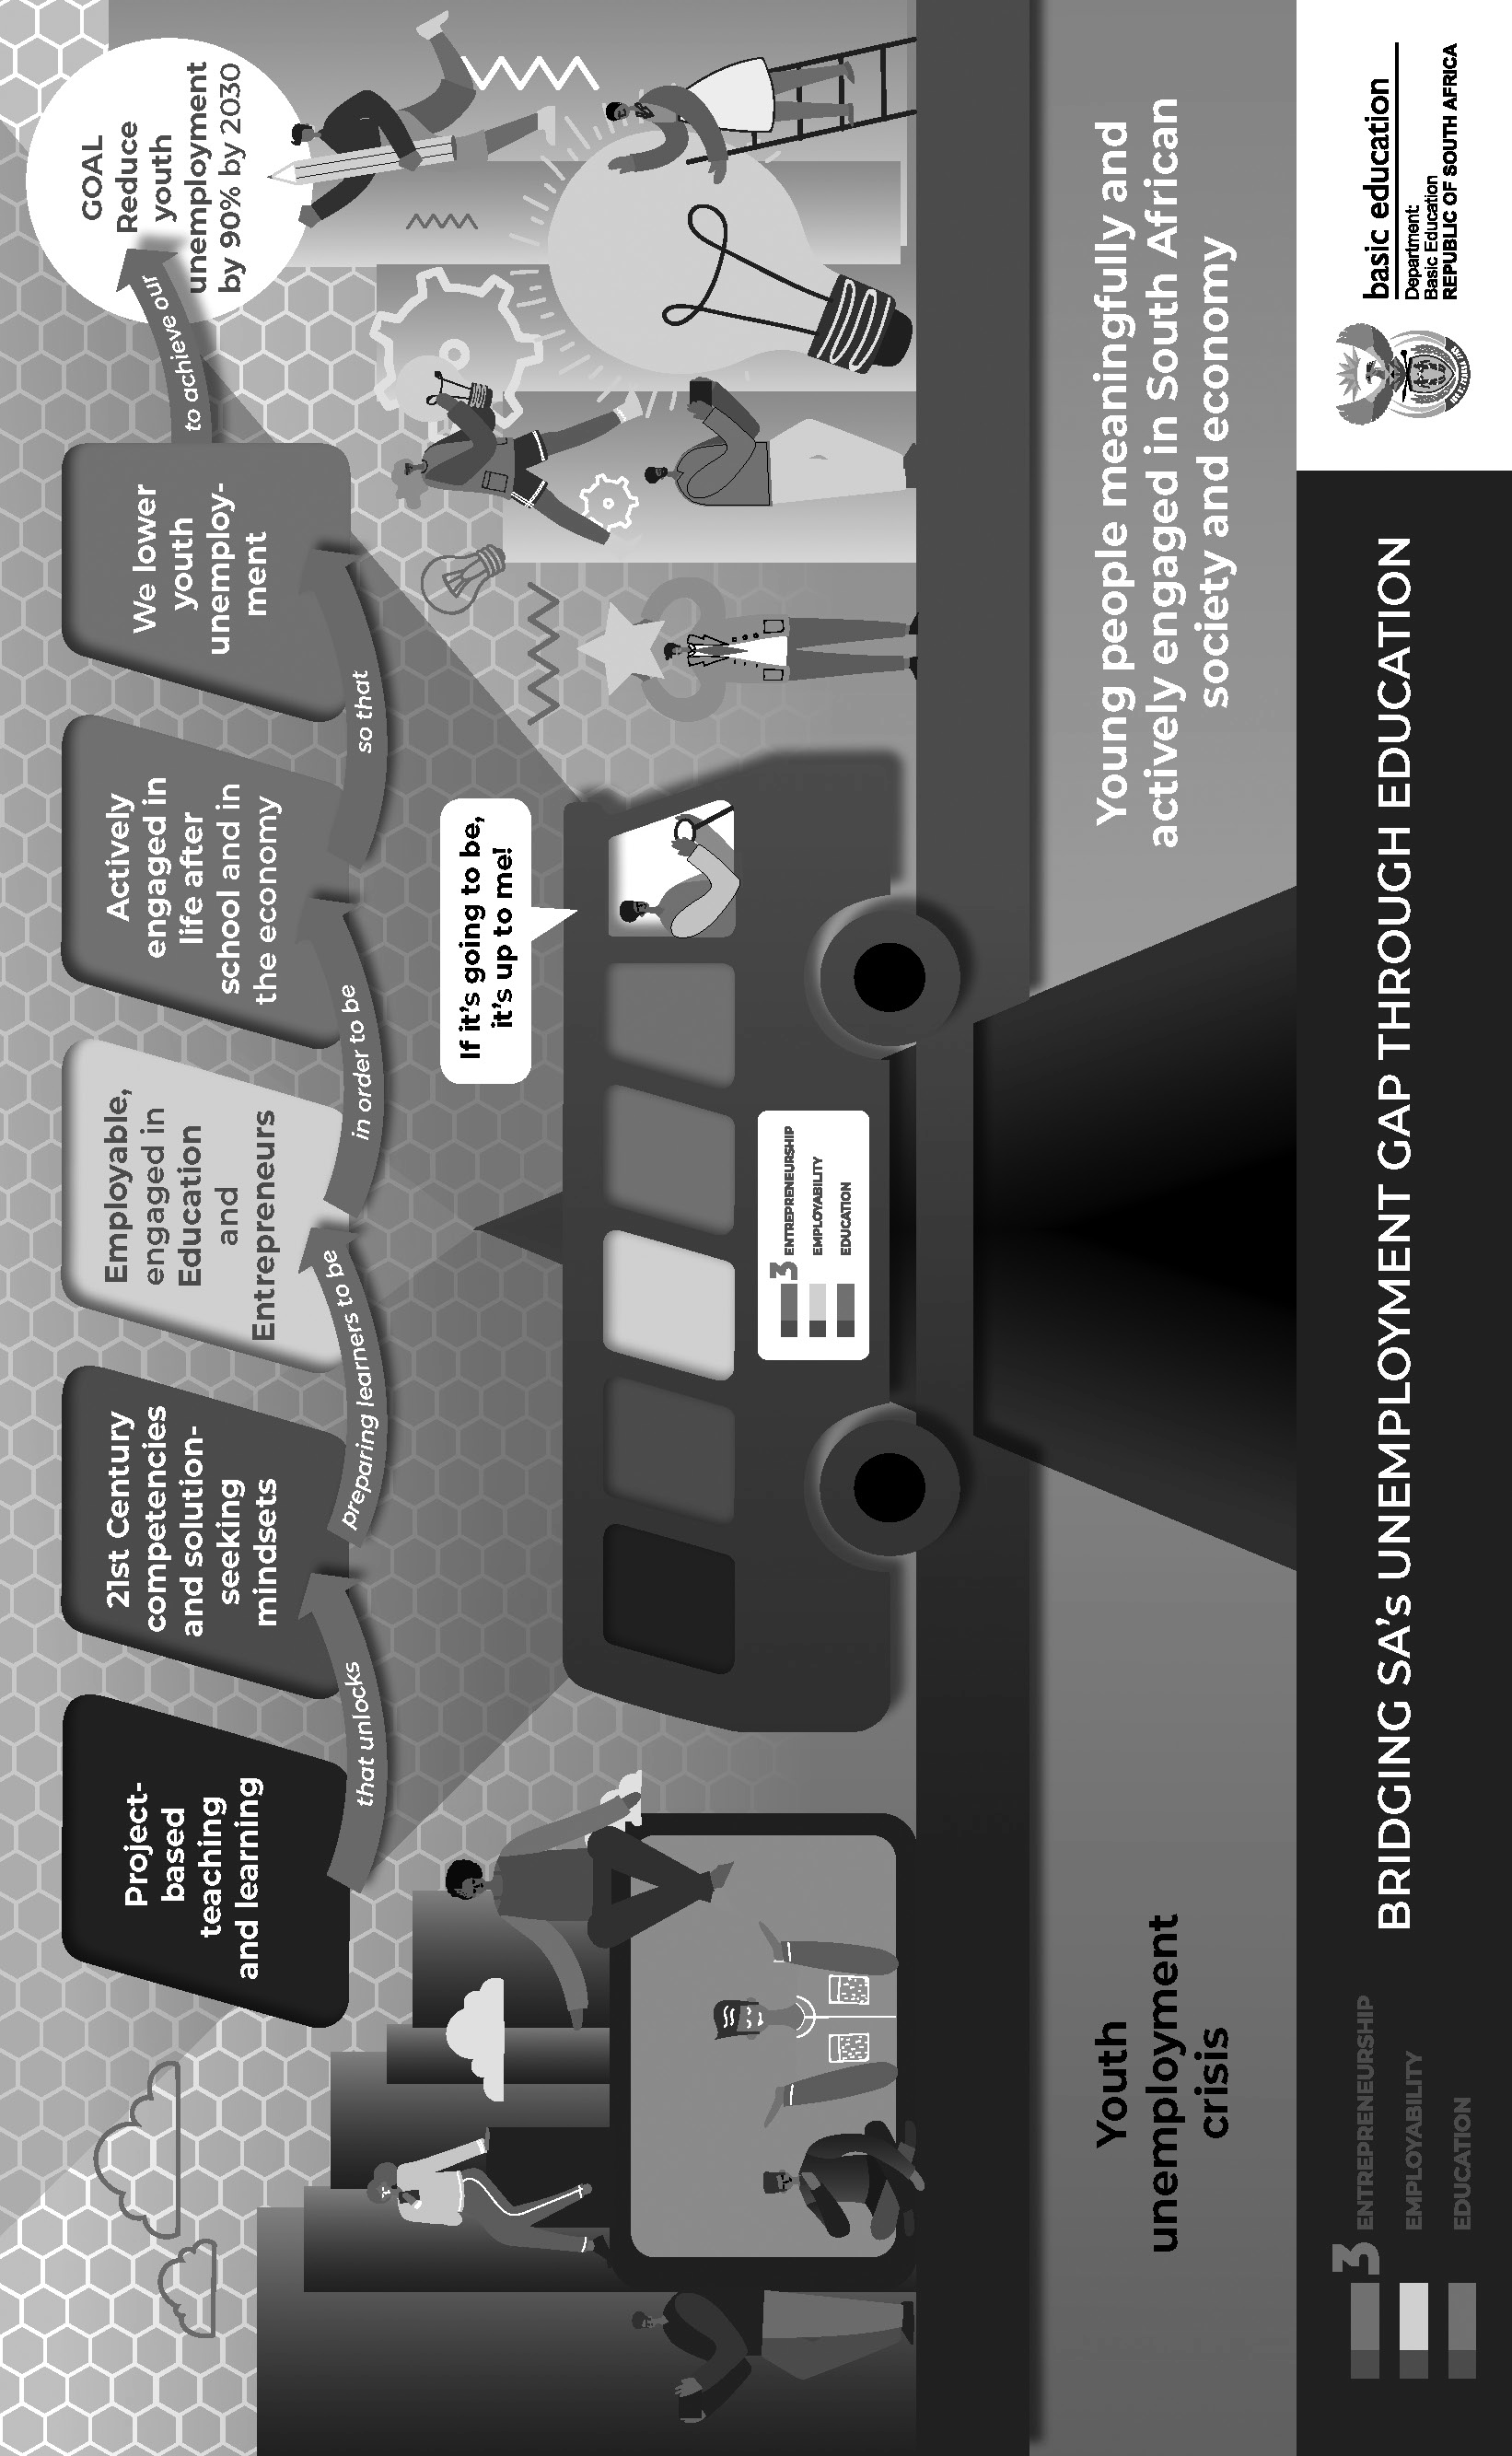 Project-
based
teaching
and learning
that unlocks
21st Century
competencies
and solution-
seeking
mindsets
preparing learners to be
Employable,
engaged in
Education
and
Entrepreneurs
in order to be
Actively
engaged in
life after
school and in
the economy
so that
We lower
youth
unemploy-
ment
to achieve our
GOAL
Reduce
youth
unemployment
by 90% by 2030
If it's going to be,
it's up to me!
3 ENTREPRENEURSHIP
EMPLOYABILITY
EDUCATION
Youth
unemployment
crisis
Young people meaningfully and
actively engaged in South African
society and economy
3 ENTREPRENEURSHIP
EMPLOYABILITY
EDUCATION
BRIDGING SA's UNEMPLOYMENT GAP THROUGH EDUCATION
basic education
Department:
Basic Education
REPUBLIC OF SOUTH AFRICA